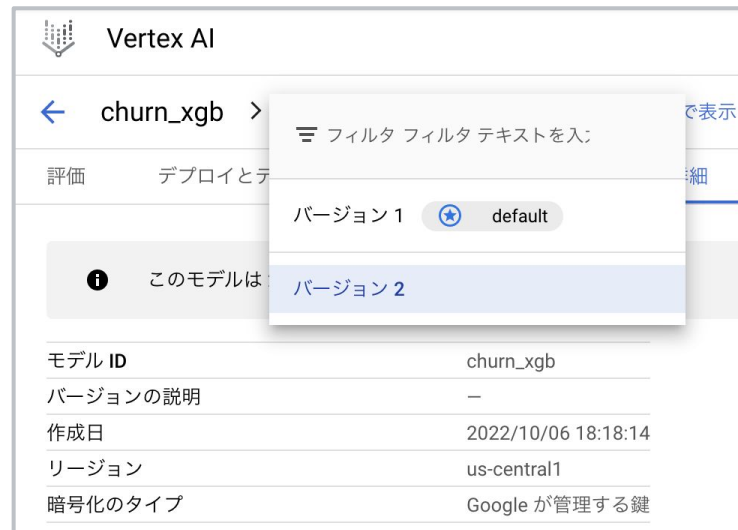 Vertex AI
churn_xgb
で表示
フィルタ フィルタ テキストを入
評価
デプロイとテ
細
バージョン 1 default
このモデルは
バージョン 2
モデル ID churn_xgb
バージョンの説明 —
作成日 2022/10/06 18:18:14
リージョン us-central1
暗号化のタイプ Google が管理する鍵